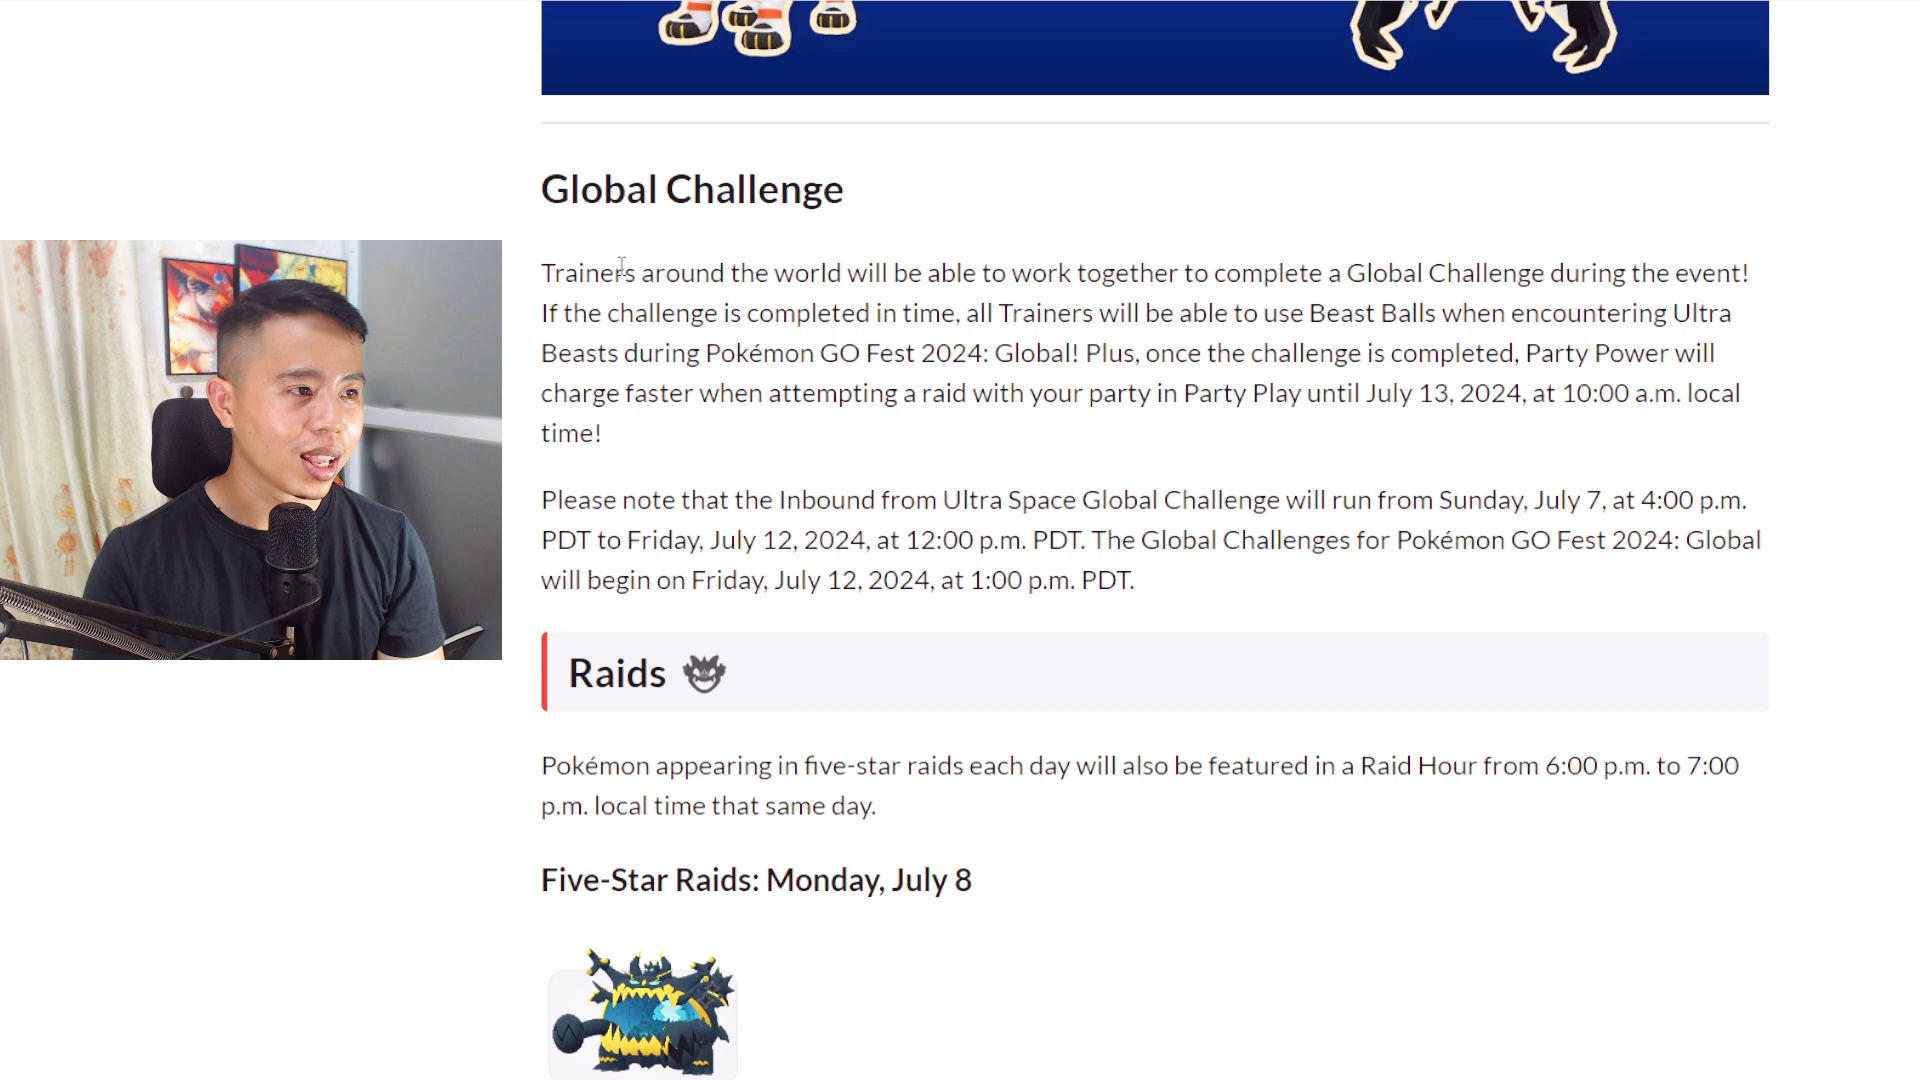 Global Challenge
Trainers around the world will be able to work together to complete a Global Challenge during the event!
If the challenge is completed in time, all Trainers will be able to use Beast Balls when encountering Ultra
Beasts during Pokémon GO Fest 2024: Global! Plus, once the challenge is completed, Party Power will
charge faster when attempting a raid with your party in Party Play until July 13, 2024, at 10:00 a.m. local
time!
Please note that the Inbound from Ultra Space Global Challenge will run from Sunday, July 7, at 4:00 p.m.
PDT to Friday, July 12, 2024, at 12:00 p.m. PDT. The Global Challenges for Pokémon GO Fest 2024: Global
will begin on Friday, July 12, 2024, at 1:00 p.m. PDT.
Raids
Pokémon appearing in five-star raids each day will also be featured in a Raid Hour from 6:00 p.m. to 7:00
p.m. local time that same day.
Five-Star Raids: Monday, July 8